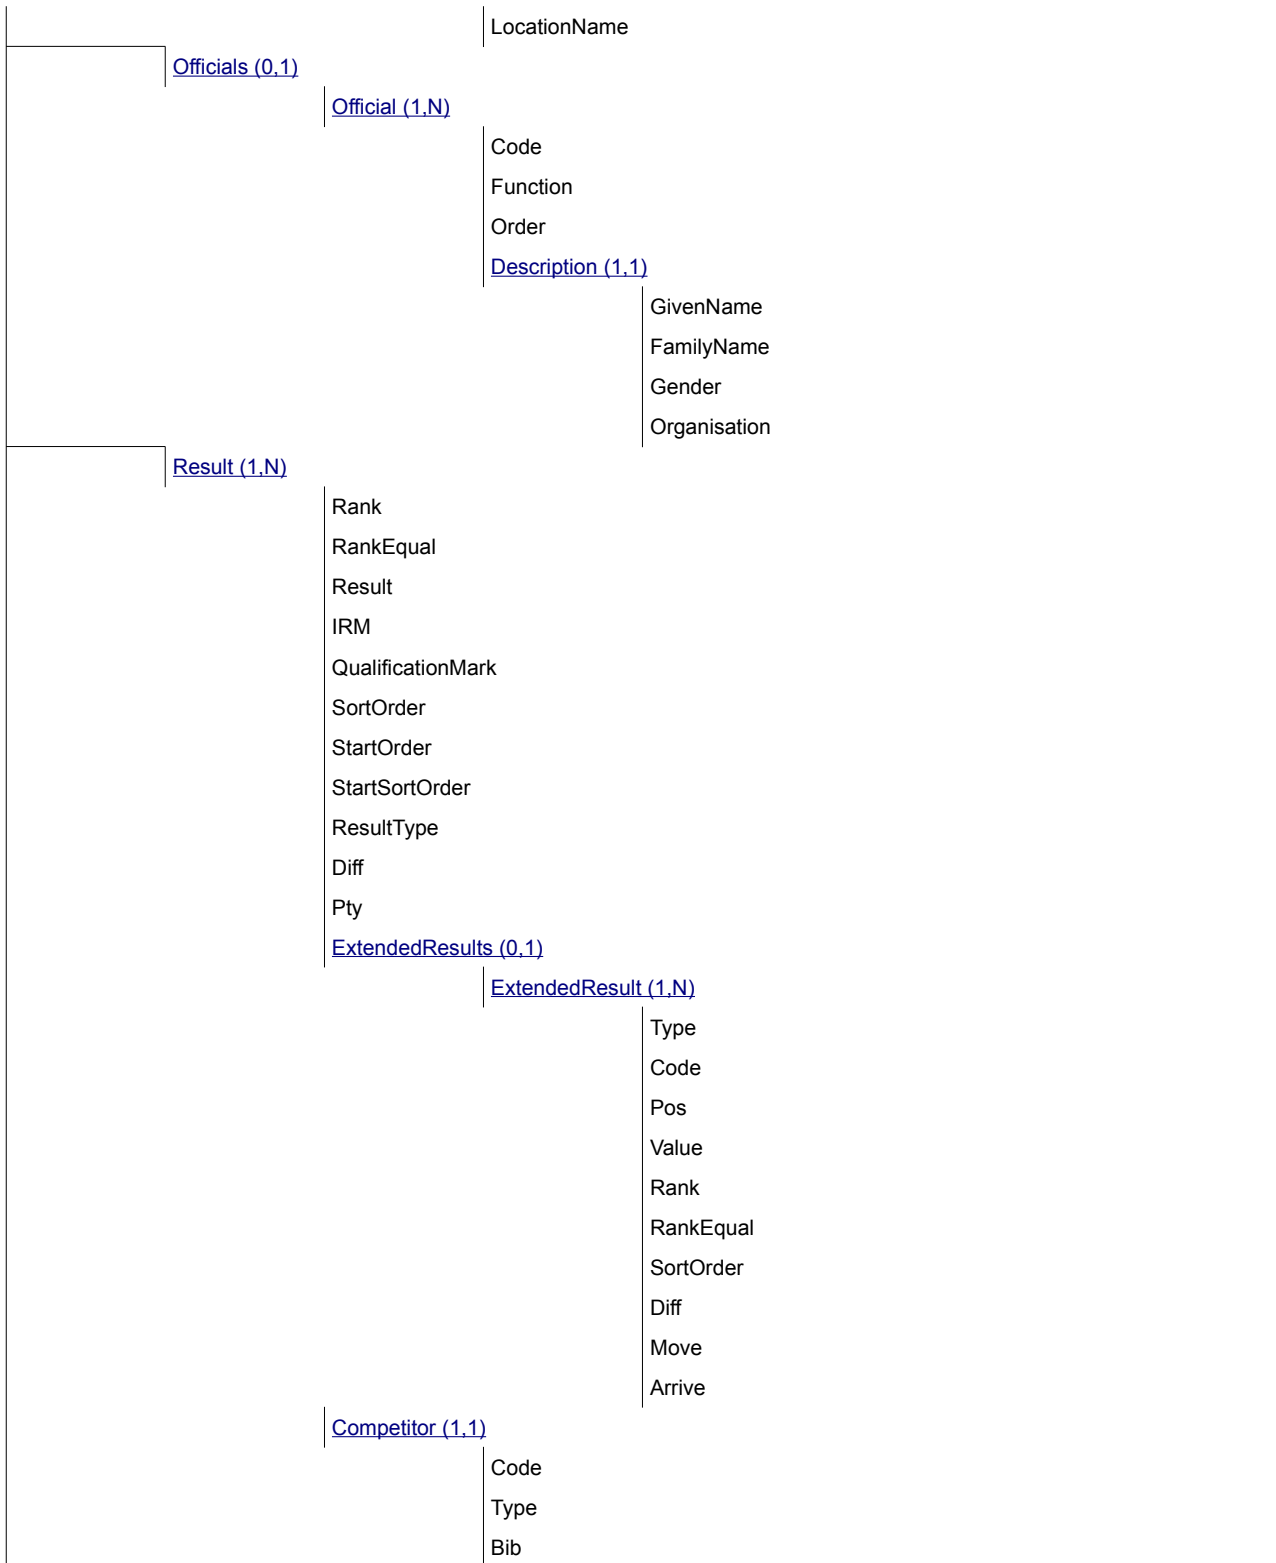 LocationName
Officials (0,1)
Official (1,N)
Code
Function
Order
Description (1,1)
GivenName
FamilyName
Gender
Organisation
Result (1,N)
Rank
RankEqual
Result
IRM
QualificationMark
SortOrder
StartOrder
StartSortOrder
ResultType
Diff
Pty
ExtendedResults (0,1)
ExtendedResult (1,N)
Type
Code
Pos
Value
Rank
RankEqual
SortOrder
Diff
Move
Arrive
Competitor (1,1)
Code
Type
Bib